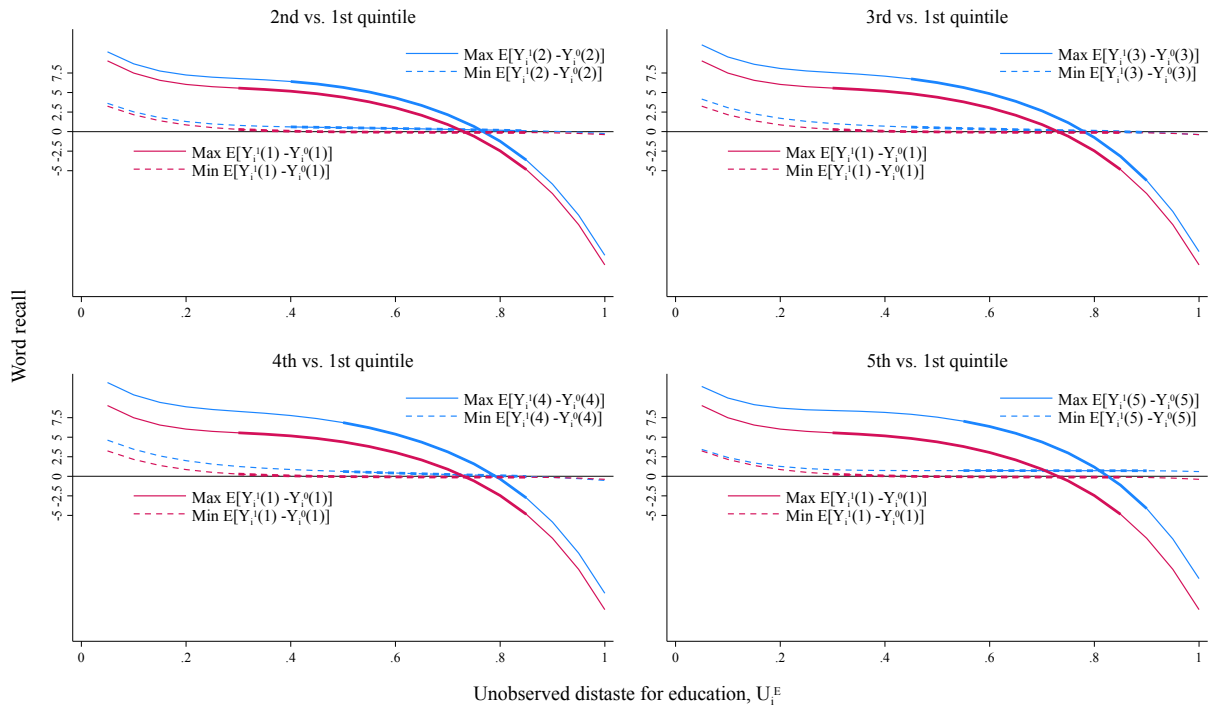 2nd vs. 1st quintile
Max E[Y_i^1(2) -Y_i^0(2)]
Min E[Y_i^1(2) -Y_i^0(2)]
7.5
5
2.5
0
-2.5
-5
Max E[Y_i^1(1) -Y_i^0(1)]
Min E[Y_i^1(1) -Y_i^0(1)]
0 .2 .4 .6 .8 1
3rd vs. 1st quintile
Max E[Y_i^1(3) -Y_i^0(3)]
Min E[Y_i^1(3) -Y_i^0(3)]
7.5
5
2.5
0
-2.5
-5
Max E[Y_i^1(1) -Y_i^0(1)]
Min E[Y_i^1(1) -Y_i^0(1)]
0 .2 .4 .6 .8 1
Word recall
4th vs. 1st quintile
Max E[Y_i^1(4) -Y_i^0(4)]
Min E[Y_i^1(4) -Y_i^0(4)]
7.5
5
2.5
0
-2.5
-5
Max E[Y_i^1(1) -Y_i^0(1)]
Min E[Y_i^1(1) -Y_i^0(1)]
0 .2 .4 .6 .8 1
5th vs. 1st quintile
Max E[Y_i^1(5) -Y_i^0(5)]
Min E[Y_i^1(5) -Y_i^0(5)]
7.5
5
2.5
0
-2.5
-5
Max E[Y_i^1(1) -Y_i^0(1)]
Min E[Y_i^1(1) -Y_i^0(1)]
0 .2 .4 .6 .8 1
Unobserved distaste for education, U_i^E